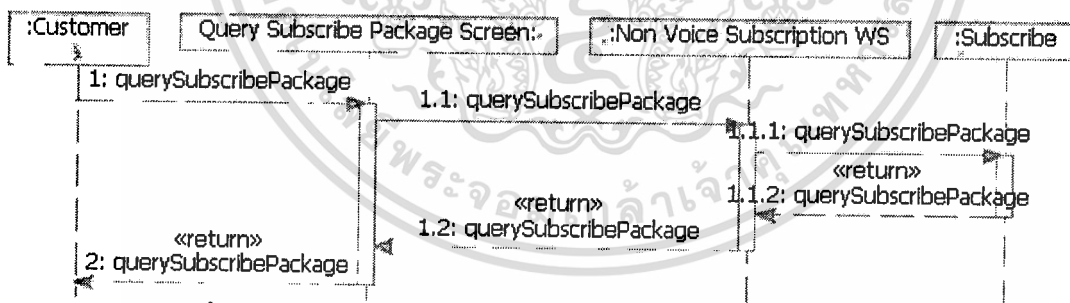 :Customer
Query Subscribe Package Screen:
:Non Voice Subscription WS
:Subscribe
1: querySubscribePackage
1.1: querySubscribePackage
1.1.1: querySubscribePackage
«return»
1.1.2: querySubscribePackage
«return»
1.2: querySubscribePackage
«return»
2: querySubscribePackage